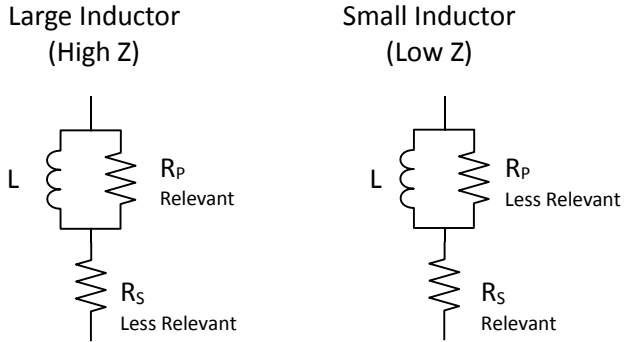 Large Inductor
(High Z)
L
RP
Relevant
RS
Less Relevant
Small Inductor
(Low Z)
L
RP
Less Relevant
RS
Relevant